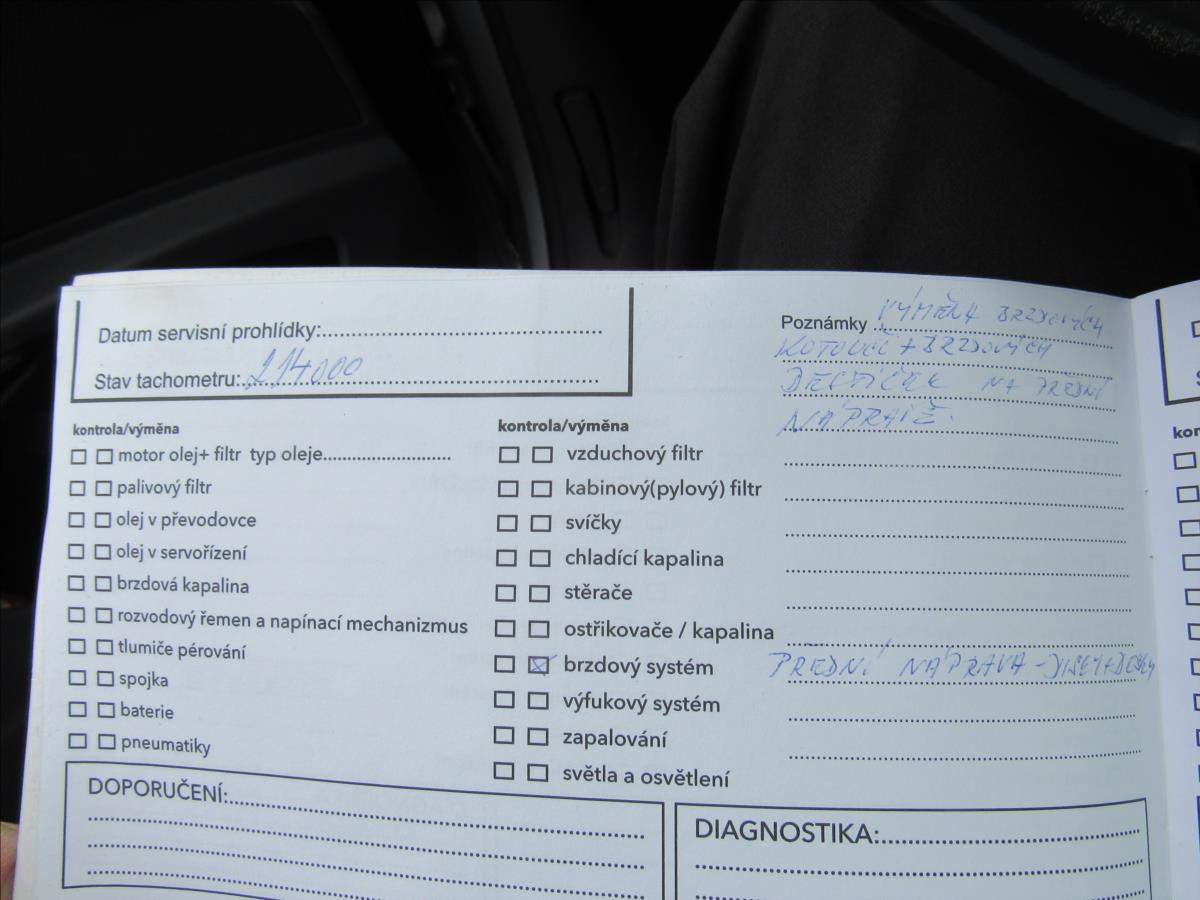 Datum servisní prohlídky:
Stav tachometru: 214000
Poznámky VÝMĚNA BRZDOVÝCH
KOTOUČ + BRZDOVÝCH
DESTIČEK NA PŘEDNÍ
NÁPRAVĚ.
kontrola/výměna
motor olej+ filtr typ oleje
palivový filtr
olej v převodovce
olej v servořízení
brzdová kapalina
rozvodový řemen a napínací mechanizmus
tlumiče pérování
spojka
baterie
pneumatiky
kontrola/výměna
vzduchový filtr
kabinový(pylový) filtr
svíčky
chladící kapalina
stěrače
ostřikovače / kapalina
brzdový systém PŘEDNÍ NÁPRAVA -
výfukový systém
zapalování
světla a osvětlení
DOPORUČENÍ:
DIAGNOSTIKA:
kon